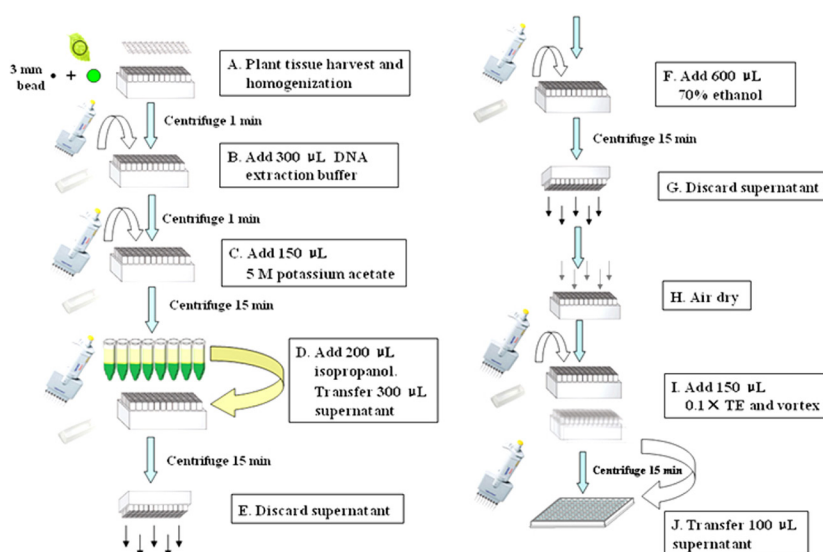 3 mm
bead
+
A. Plant tissue harvest and
homogenization
Centrifuge 1 min
B. Add 300 μL DNA
extraction buffer
Centrifuge 1 min
C. Add 150 μL
5 M potassium acetate
Centrifuge 15 min
D. Add 200 μL
isopropanol.
Transfer 300 μL
supernatant
Centrifuge 15 min
E. Discard supernatant
F. Add 600 μL
70% ethanol
Centrifuge 15 min
G. Discard supernatant
H. Air dry
I. Add 150 μL
0.1× TE and vortex
Centrifuge 15 min
J. Transfer 100 μL
supernatant